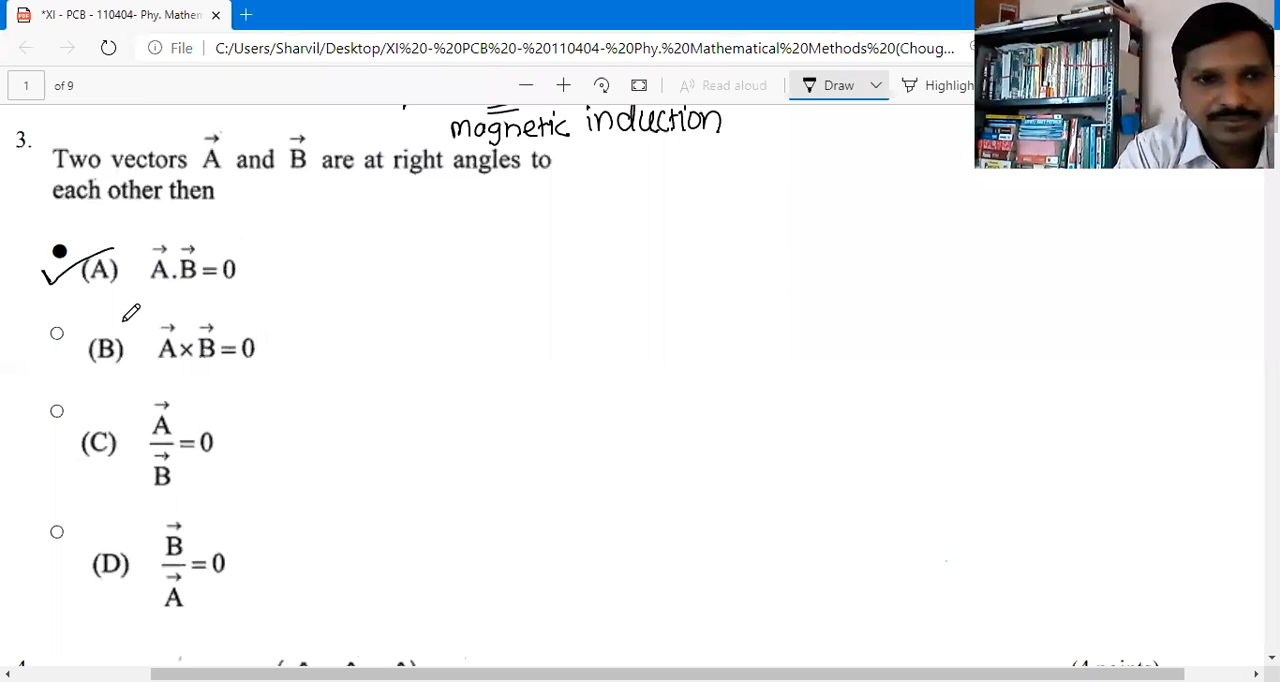 *XI - PCB - 110404- Phy. Mathem
File C:/Users/Sharvil/Desktop/XI%20-%20PCB%20-%20110404-%20Phy.%20Mathematical%20Methods%20(Choug...
1 of 9 Read aloud Draw Highligh
magnetic induction
3. Two vectors A⃗ and B⃗ are at right angles to
each other then
(A) A⃗.B⃗=0
(B) A⃗×B⃗=0
(C) A⃗/B⃗=0
(D) B⃗/A⃗=0